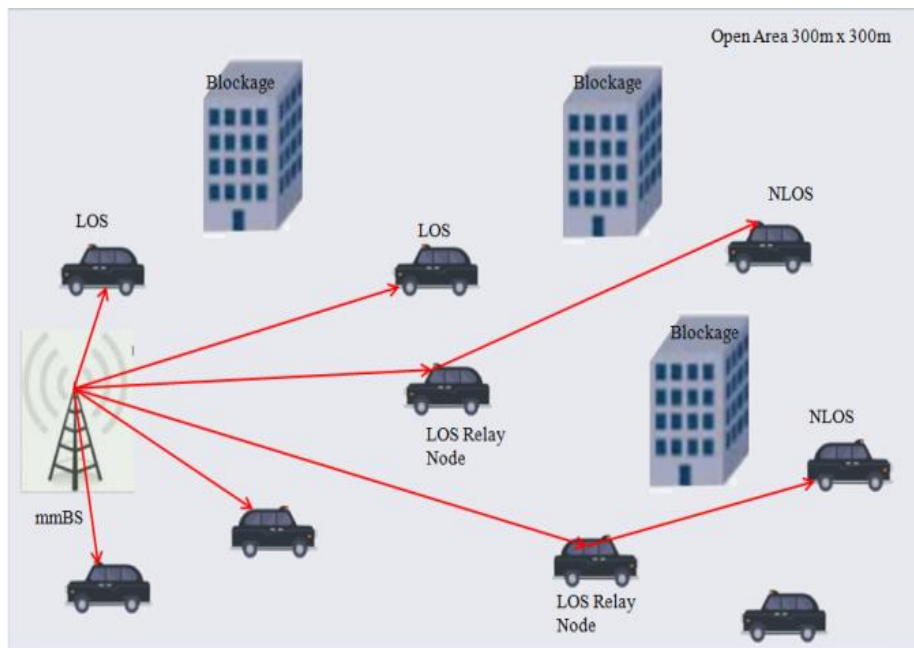 Open Area 300m x 300m
Blockage
Blockage
NLOS
LOS
LOS
Blockage
LOS Relay
Node
NLOS
mmBS
LOS Relay
Node